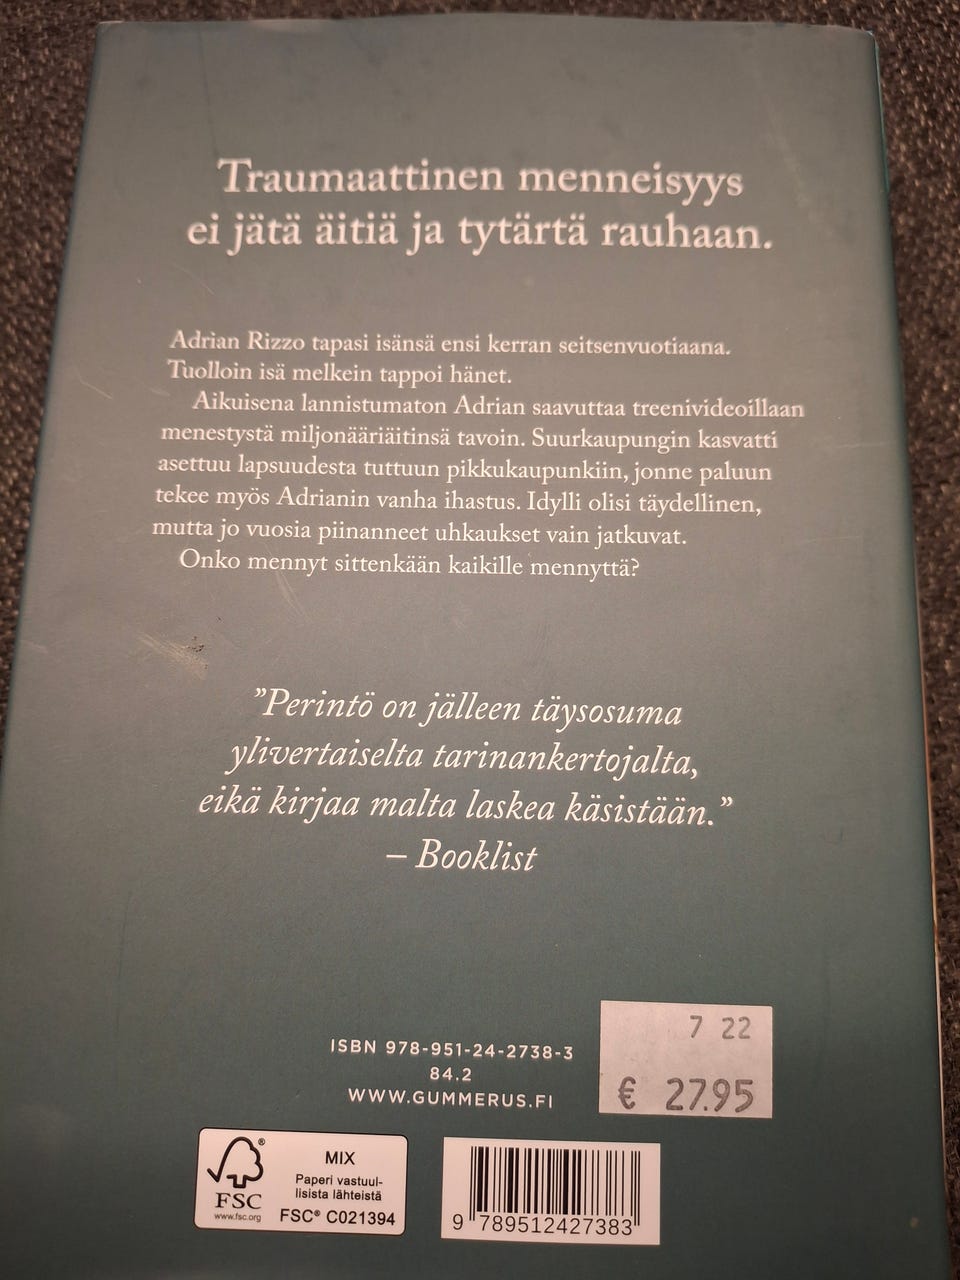 Traumaattinen menneisyys
ei jätä äitiä ja tytärtä rauhaan.
Adrian Rizzo tapasi isänsä ensi kerran seitsenvuotiaana.
Tuolloin isä melkein tappoi hänet.
Aikuisena lannistumaton Adrian saavuttaa treenivideoillaan
menestystä miljonääriäitinsä tavoin. Suurkaupungin kasvatti
asettuu lapsuudesta tuttuun pikkukaupunkiin, jonne paluun
tekee myös Adrianin vanha ihastus. Idylli olisi täydellinen,
mutta jo vuosia piinanneet uhkaukset vain jatkuvat.
Onko mennyt sittenkään kaikille mennyttä?
”Perintö on jälleen täysosuma
ylivertaiselta tarinankertojalta,
eikä kirjaa malta laskea käsistään.”
– Booklist
7 22
€ 27.95
ISBN 978-951-24-2738-3
84.2
WWW.GUMMERUS.FI
FSC
www.fsc.org
MIX
Paperi vastuul-
lisista lähteistä
FSC® C021394
9 789512427383